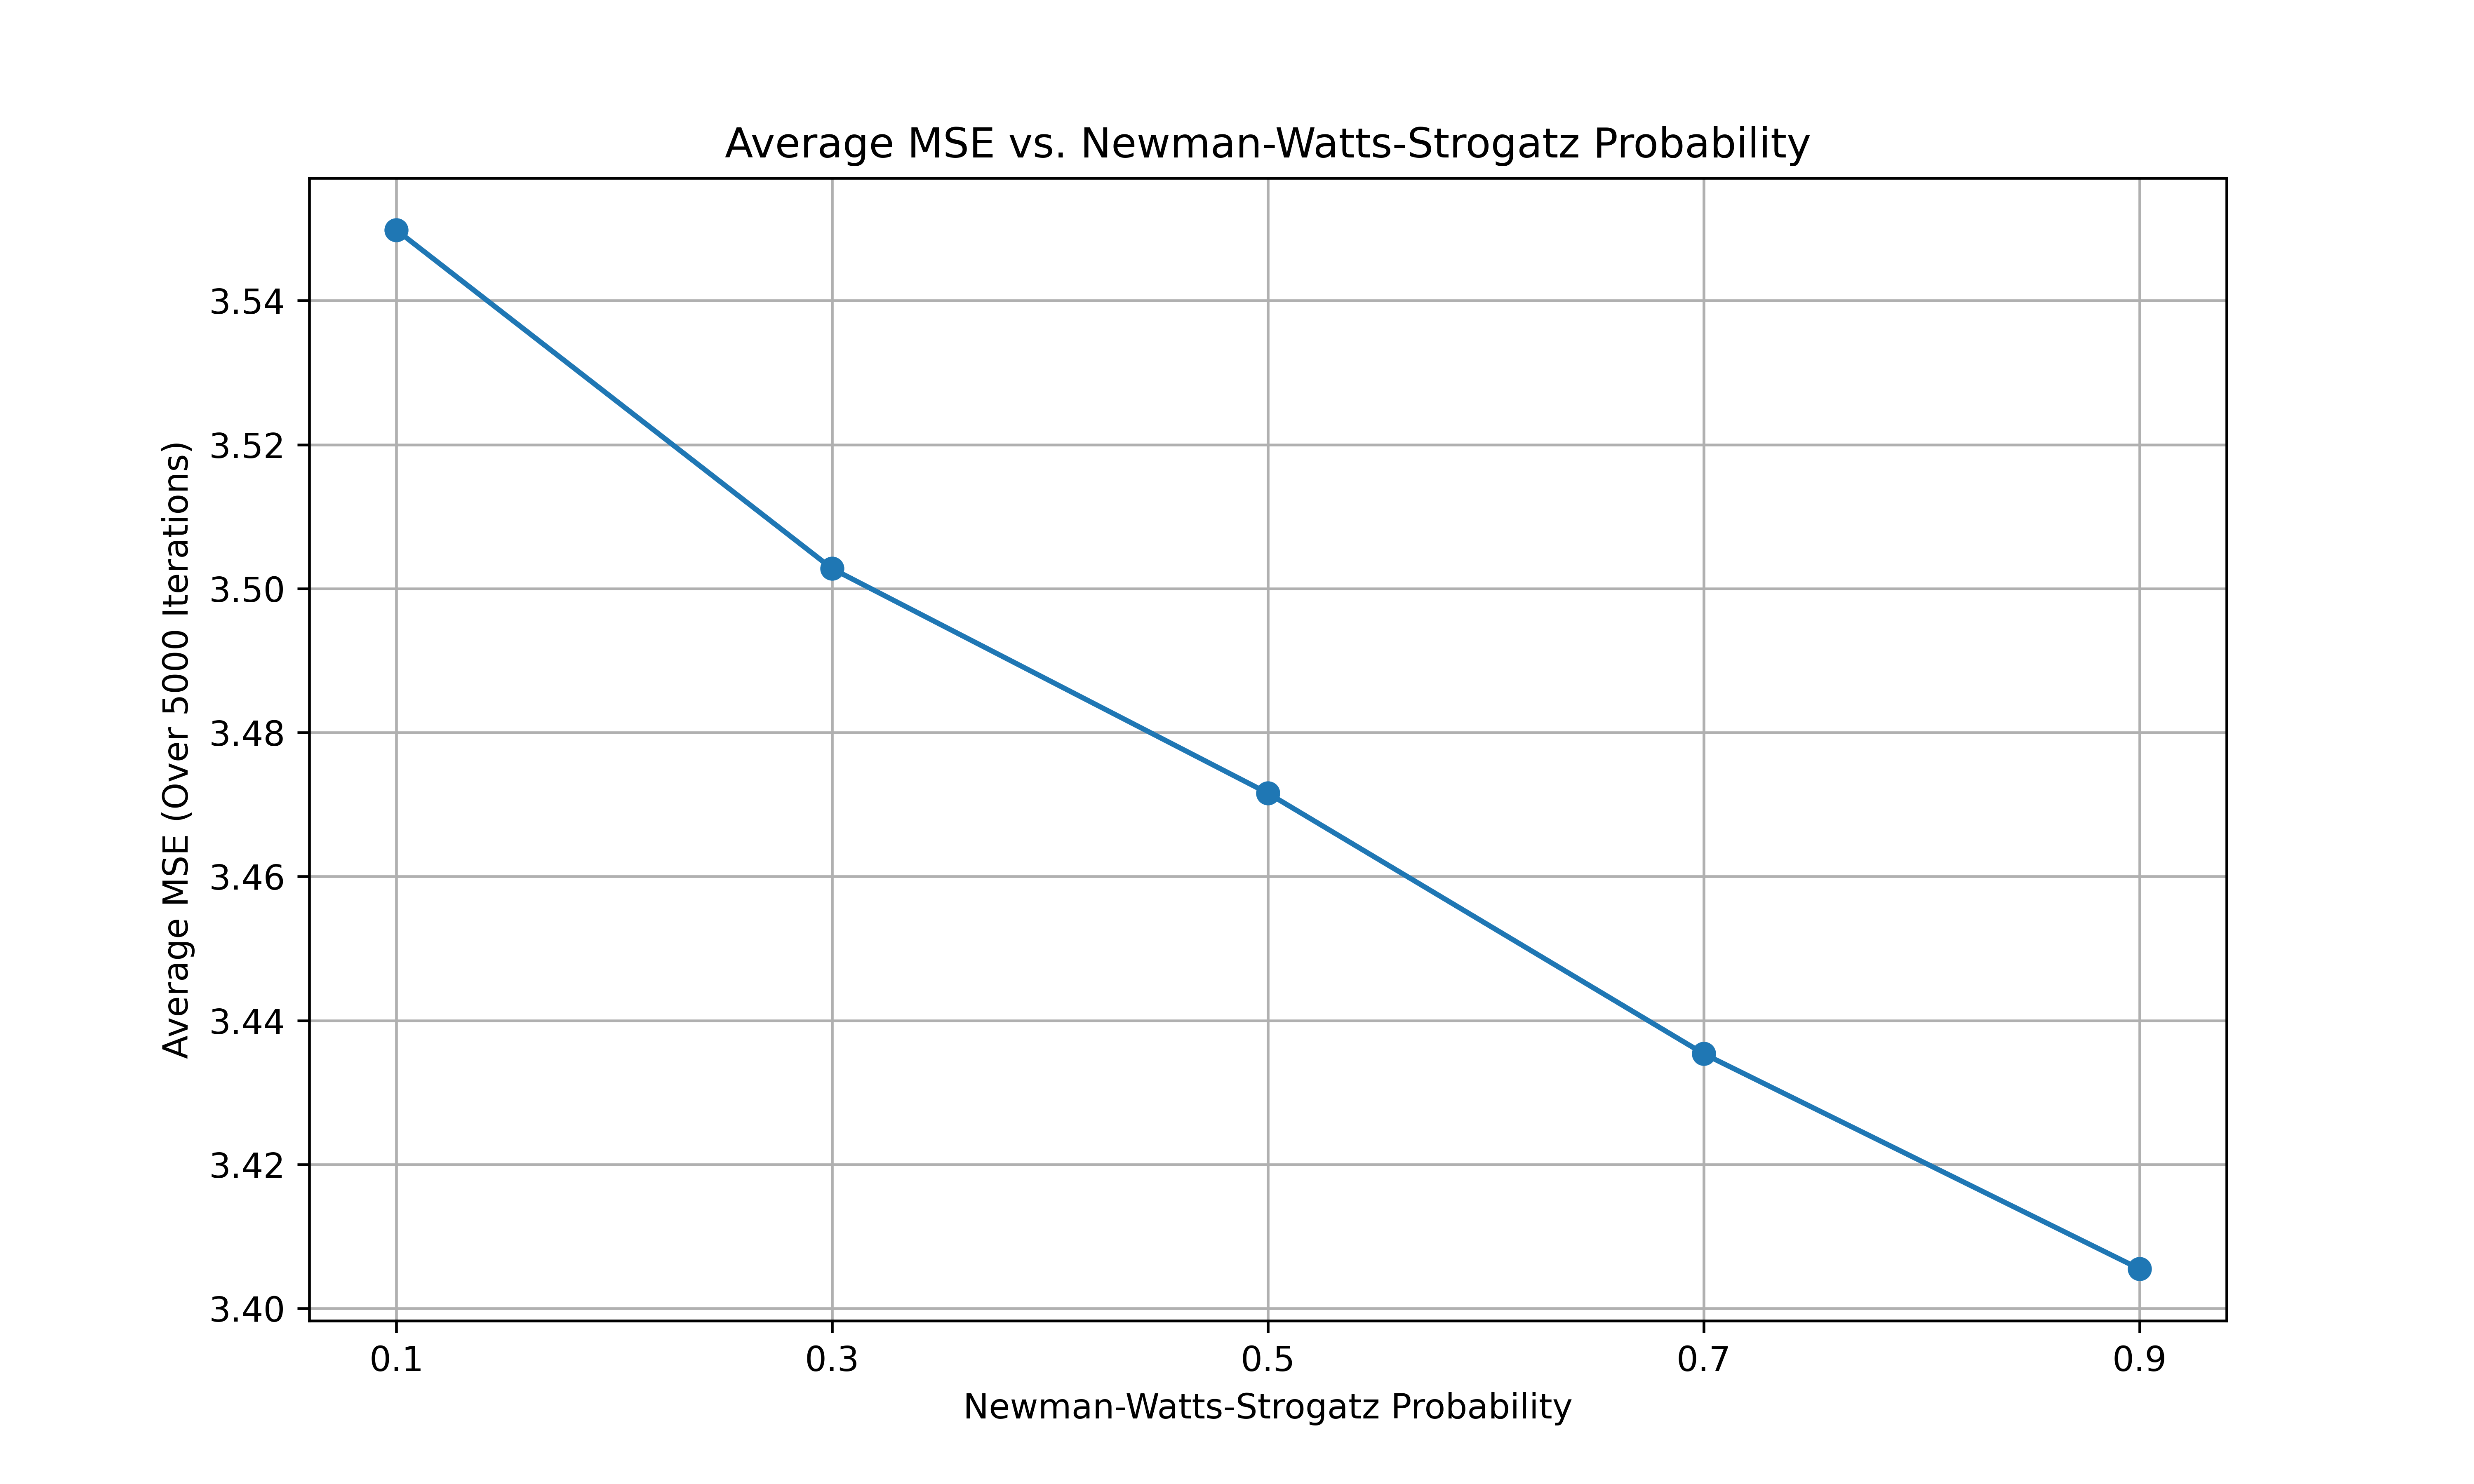 Average MSE vs. Newman-Watts-Strogatz Probability
Average MSE (Over 5000 Iterations)
3.54
3.52
3.50
3.48
3.46
3.44
3.42
3.40
0.1 0.3 0.5 0.7 0.9
Newman-Watts-Strogatz Probability